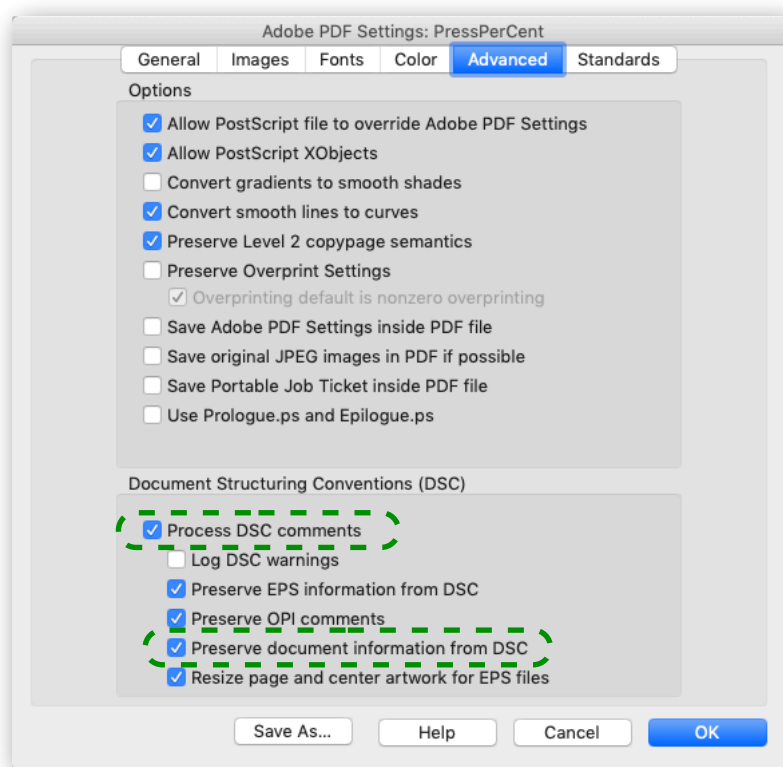 Adobe PDF Settings: PressPerCent
General Images Fonts Color Advanced Standards
Options
Allow PostScript file to override Adobe PDF Settings
Allow PostScript XObjects
Convert gradients to smooth shades
Convert smooth lines to curves
Preserve Level 2 copypage semantics
Preserve Overprint Settings
Overprinting default is nonzero overprinting
Save Adobe PDF Settings inside PDF file
Save original JPEG images in PDF if possible
Save Portable Job Ticket inside PDF file
Use Prologue.ps and Epilogue.ps
Document Structuring Conventions (DSC)
Process DSC comments
Log DSC warnings
Preserve EPS information from DSC
Preserve OPI comments
Preserve document information from DSC
Resize page and center artwork for EPS files
Save As... Help Cancel OK